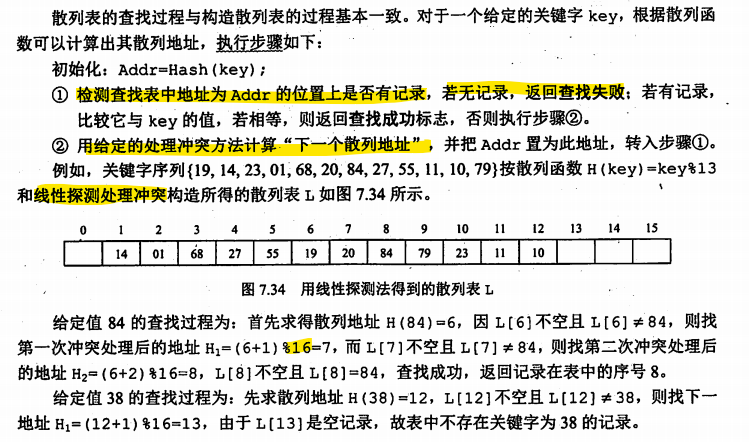 散列表的查找过程与构造散列表的过程基本一致。对于一个给定的关键字 key，根据散列函
数可以计算出其散列地址，执行步骤如下：
初始化：Addr=Hash(key)；
① 检测查找表中地址为 Addr 的位置上是否有记录，若无记录，返回查找失败；若有记录，
比较它与 key 的值，若相等，则返回查找成功标志，否则执行步骤②。
② 用给定的处理冲突方法计算“下一个散列地址”，并把 Addr 置为此地址，转入步骤①。
例如，关键字序列{19, 14, 23, 01, 68, 20, 84, 27, 55, 11, 10, 79}按散列函数 H(key)=key%13
和线性探测处理冲突构造所得的散列表 L 如图 7.34 所示。
0 1 2 3 4 5 6 7 8 9 10 11 12 13 14 15
14 01 68 27 55 19 20 84 79 23 11 10
图 7.34 用线性探测法得到的散列表 L
给定值 84 的查找过程为：首先求得散列地址 H(84)=6，因 L[6]不空且 L[6]≠84，则找
第一次冲突处理后的地址 H₁=(6+1)%16=7，而 L[7]不空且 L[7]≠84，则找第二次冲突处理后
的地址 H₂=(6+2)%16=8，L[8]不空且 L[8]=84，查找成功，返回记录在表中的序号 8。
给定值 38 的查找过程为：先求散列地址 H(38)=12，L[12]不空且 L[12]≠38，则找下一
地址 H₁=(12+1)%16=13，由于 L[13]是空记录，故表中不存在关键字为 38 的记录。